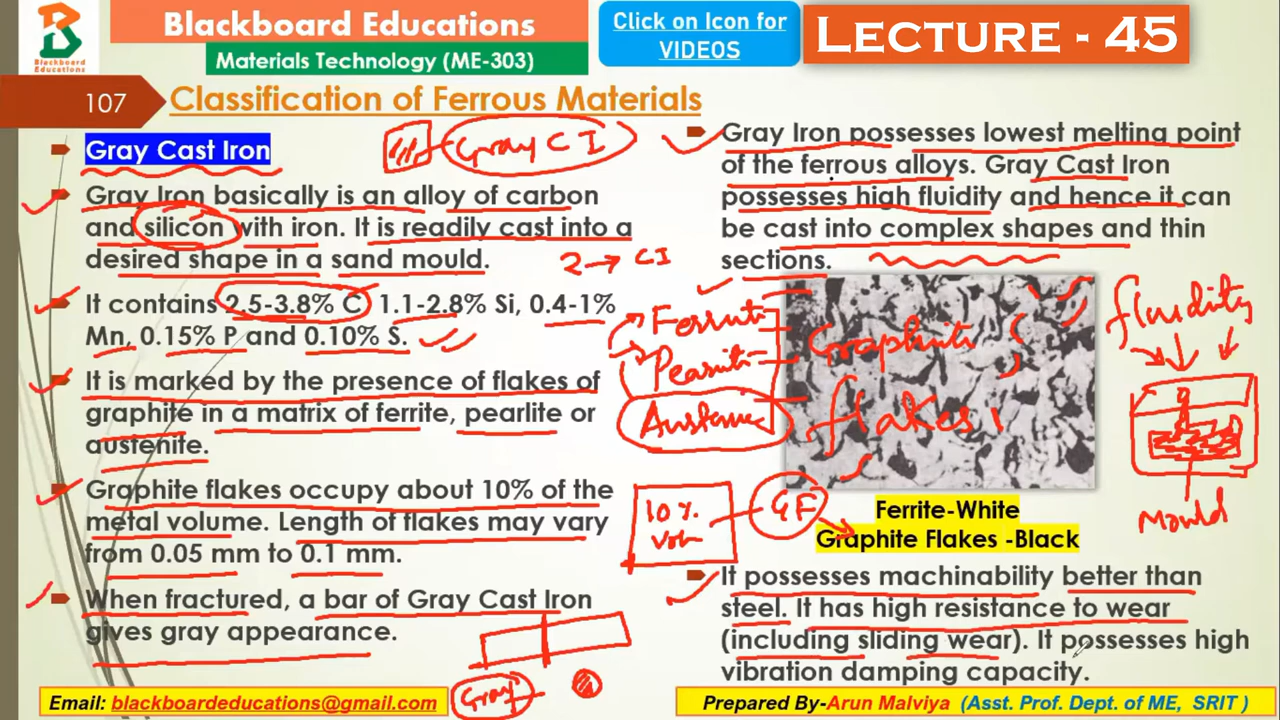 Blackboard Educations
Materials Technology (ME-303)
Blackboard
Educations
Click on Icon for
VIDEOS
LECTURE - 45
107
Classification of Ferrous Materials
Gray Cast Iron
Gray CI
Gray Iron basically is an alloy of carbon
and silicon with iron. It is readily cast into a
desired shape in a sand mould.
2 → CI
It contains 2.5-3.8% C 1.1-2.8% Si, 0.4-1%
Mn, 0.15% P and 0.10% S.
It is marked by the presence of flakes of
graphite in a matrix of ferrite, pearlite or
austenite.
Graphite flakes occupy about 10% of the
metal volume. Length of flakes may vary
from 0.05 mm to 0.1 mm.
When fractured, a bar of Gray Cast Iron
gives gray appearance.
Gray
Gray Iron possesses lowest melting point
of the ferrous alloys. Gray Cast Iron
possesses high fluidity and hence it can
be cast into complex shapes and thin
sections.
Graphite
flakes
fluidity
Mould
10%
GF
Ferrite-White
Graphite Flakes -Black
It possesses machinability better than
steel. It has high resistance to wear
(including sliding wear). It possesses high
vibration damping capacity.
Email: blackboardeducations@gmail.com
Prepared By-Arun Malviya (Asst. Prof. Dept. of ME, SRIT )